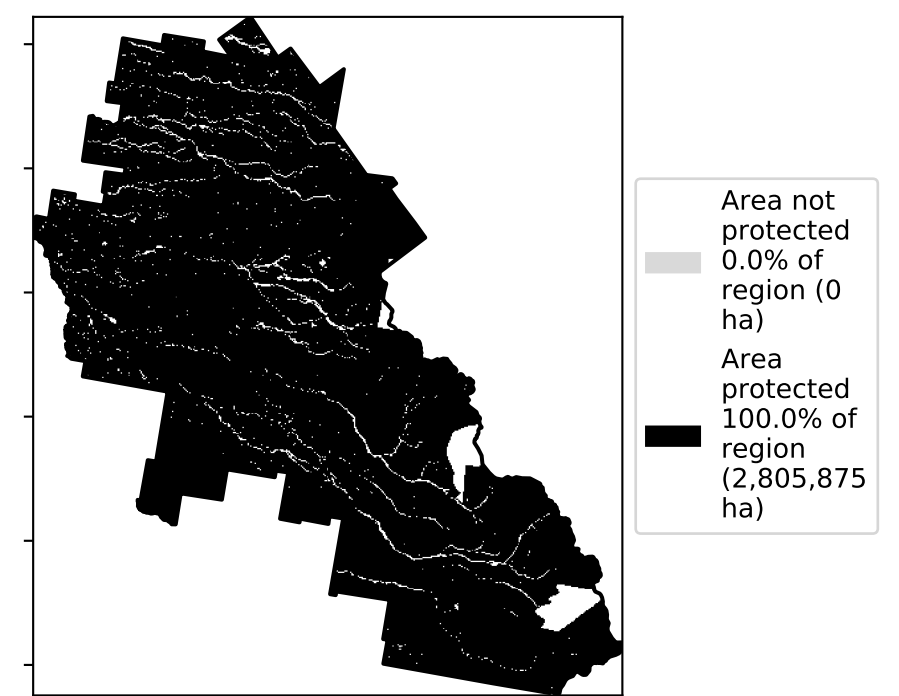 Area not
protected
0.0% of
region (0
ha)
Area
protected
100.0% of
region
(2,805,875
ha)